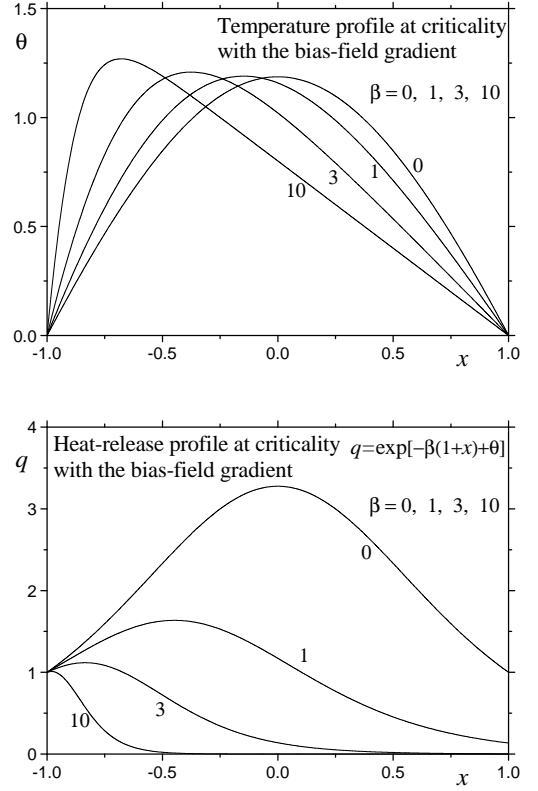 1.5
Temperature profile at criticality
θ
with the bias-field gradient
β = 0, 1, 3, 10
1.0
0
1
3
10
0.5
0.0
-1.0 -0.5 0.0 0.5 1.0
x
4
Heat-release profile at criticality q=exp[−β(1+x)+θ]
q
with the bias-field gradient
β = 0, 1, 3, 10
3
0
2
1
1
3
10
0
-1.0 -0.5 0.0 0.5 1.0
x